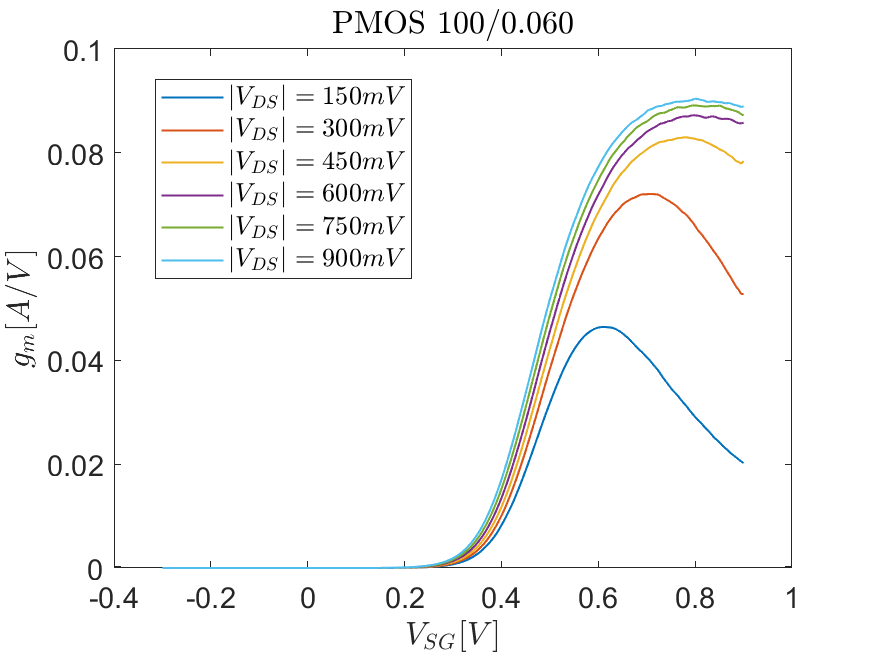 PMOS 100/0.060
0.1
0.08
0.06
0.04
0.02
0
g_m[A/V]
|V_DS| = 150mV
|V_DS| = 300mV
|V_DS| = 450mV
|V_DS| = 600mV
|V_DS| = 750mV
|V_DS| = 900mV
-0.4 -0.2 0 0.2 0.4 0.6 0.8 1
V_SG[V]